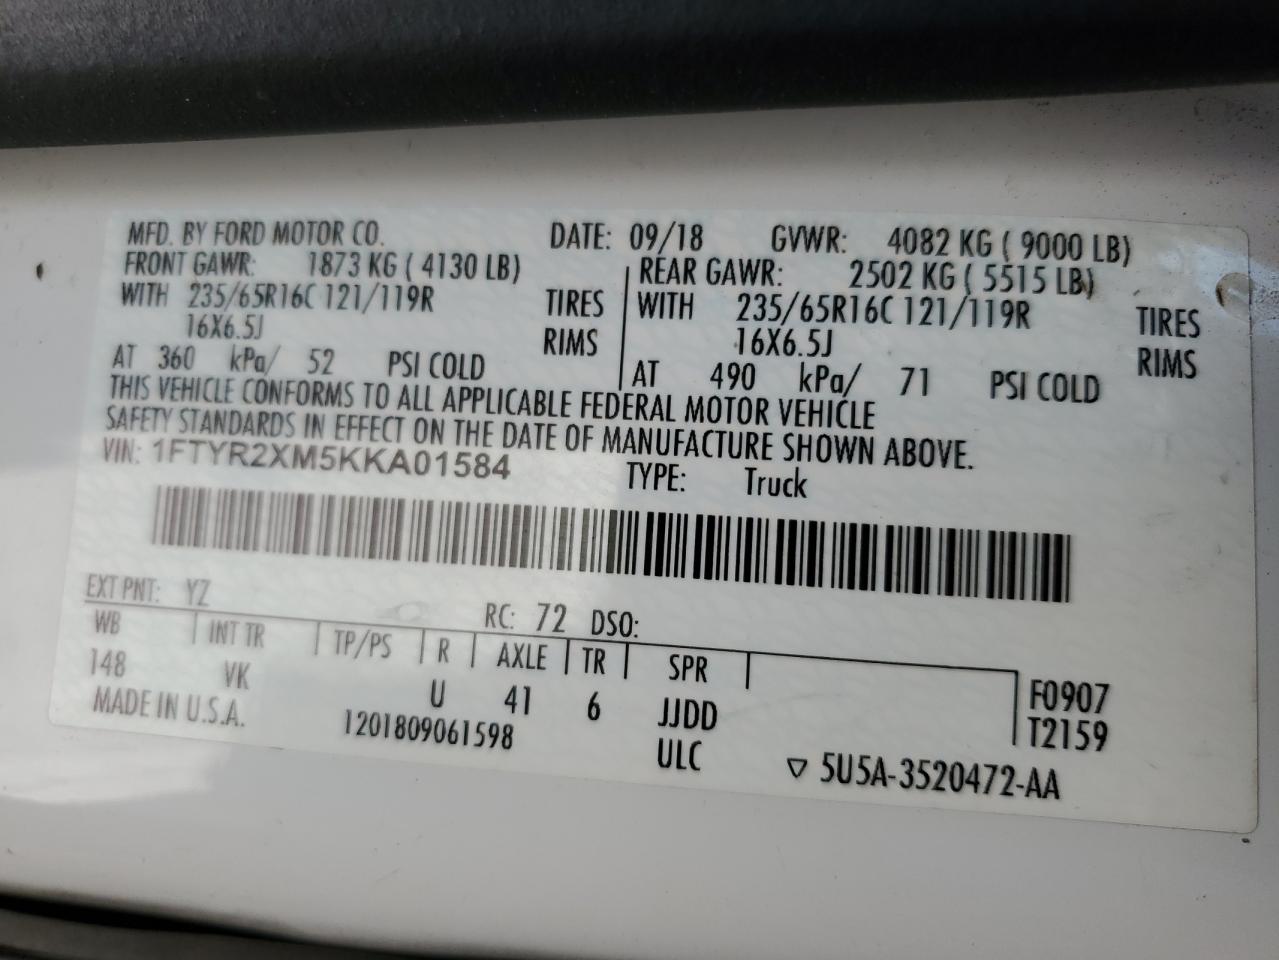 MFD. BY FORD MOTOR CO. DATE: 09/18 GVWR: 4082 KG ( 9000 LB)
FRONT GAWR: 1873 KG ( 4130 LB) REAR GAWR: 2502 KG ( 5515 LB)
WITH 235/65R16C 121/119R TIRES WITH 235/65R16C 121/119R TIRES
16X6.5J RIMS 16X6.5J RIMS
AT 360 kPa/ 52 PSI COLD AT 490 kPa/ 71 PSI COLD
THIS VEHICLE CONFORMS TO ALL APPLICABLE FEDERAL MOTOR VEHICLE
SAFETY STANDARDS IN EFFECT ON THE DATE OF MANUFACTURE SHOWN ABOVE.
VIN: 1FTYR2XM5KKA01584 TYPE: Truck
EXT PNT: YZ RC: 72 DSO:
WB INT TR TP/PS R AXLE TR SPR
148 VK U 41 6 JJDD F0907
MADE IN U.S.A. 1201809061598 ULC T2159
5U5A-3520472-AA